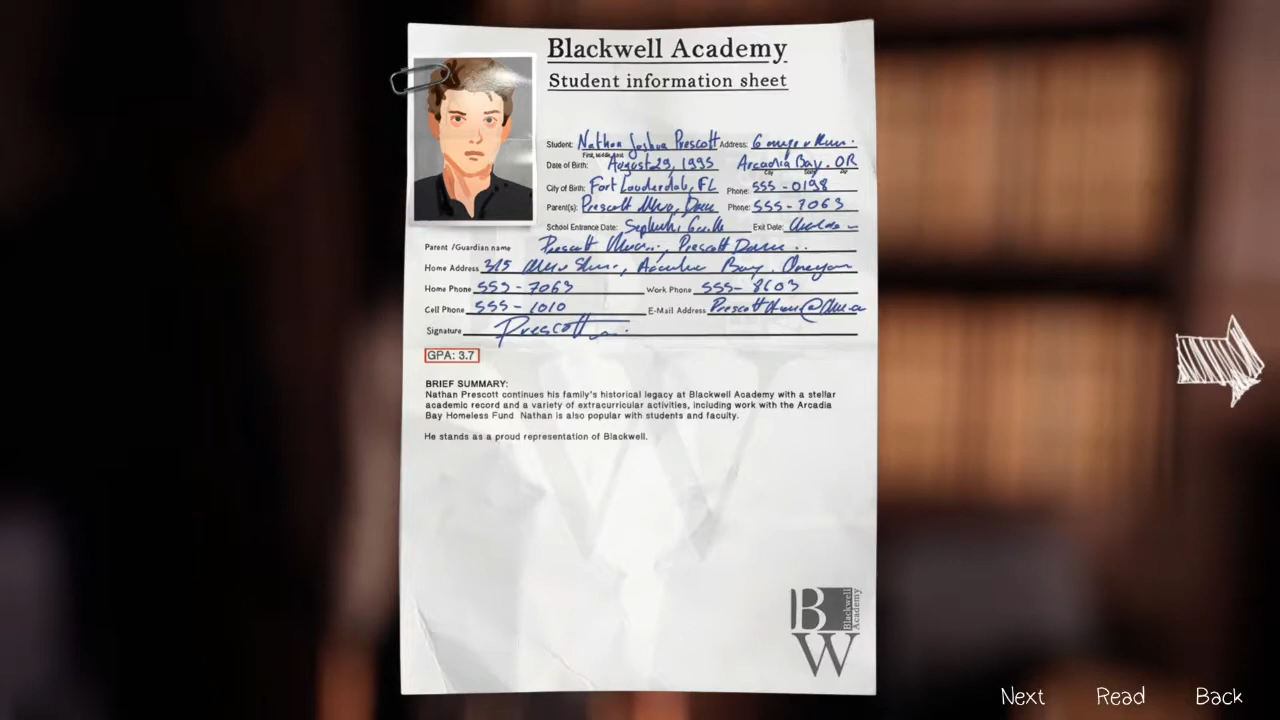 Blackwell Academy
Student information sheet
Student: Nathan Joshua Prescott Address:
First, Middle, Last
Date of Birth: August 29, 1995 Arcadia Bay. OR
City State Zip
City of Birth: Fort Lauderdale, FL Phone: 555-0198
Parent(s): Prescott Phone: 555-7063
School Entrance Date: Exit Date:
Parent /Guardian name Prescott Prescott
Home Address 315 Bay, Oregon
Home Phone 555-7063 Work Phone 555-8603
Cell Phone 555-1010 E-Mail Address
Signature Prescott
GPA: 3.7
BRIEF SUMMARY:
Nathan Prescott continues his family's historical legacy at Blackwell Academy with a stellar
academic record and a variety of extracurricular activities, including work with the Arcadia
Bay Homeless Fund Nathan is also popular with students and faculty.
He stands as a proud representation of Blackwell.
B
Blackwell
Academy
W
Next Read Back